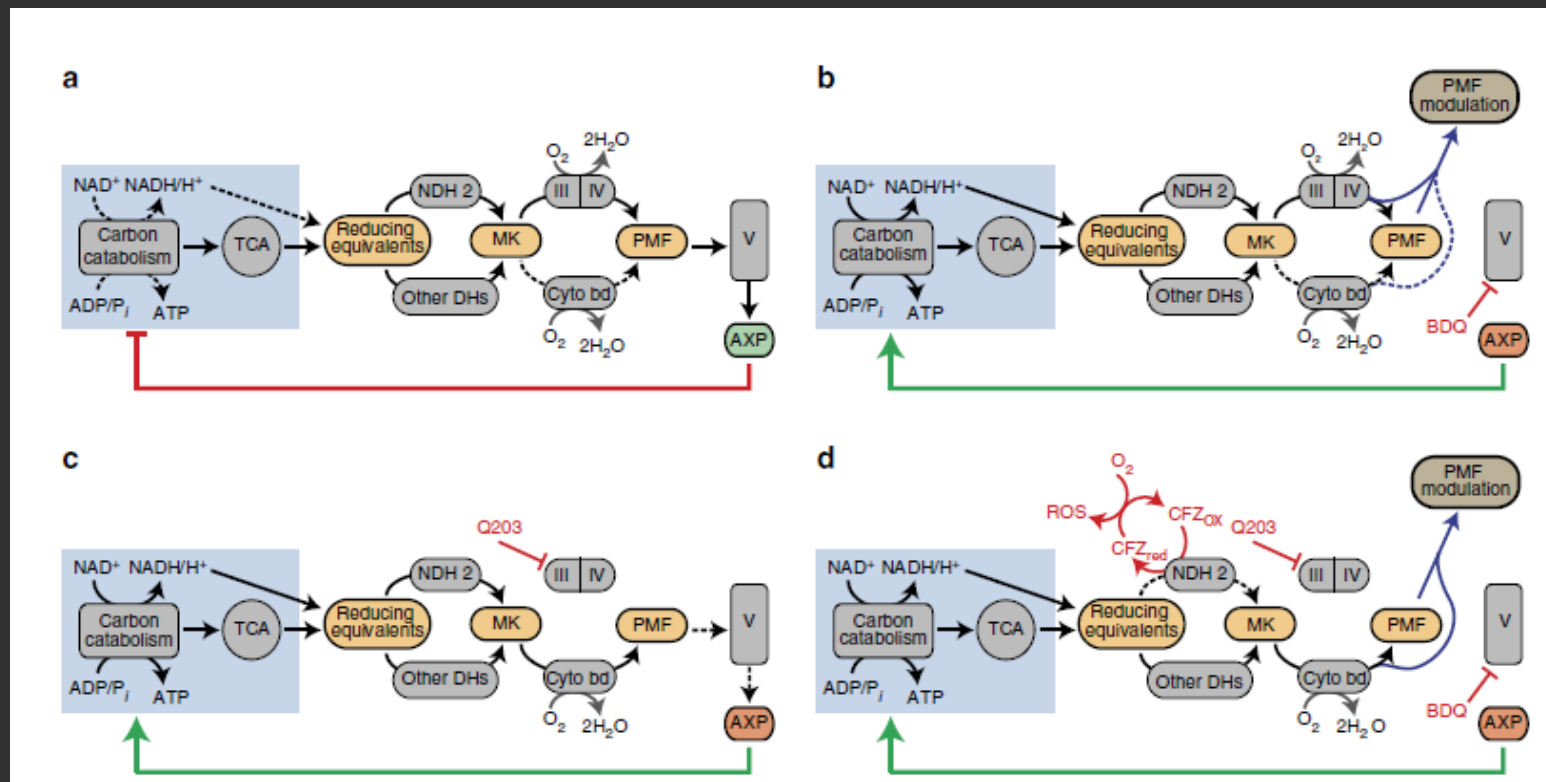 a
NAD⁺ NADH/H⁺
Carbon
catabolism
TCA
ADP/Pᵢ
ATP
Reducing
equivalents
NDH 2
Other DHs
MK
O₂
2H₂O
III IV
Cyto bd
O₂
2H₂O
PMF
V
AXP
b
NAD⁺ NADH/H⁺
Carbon
catabolism
TCA
ADP/Pᵢ
ATP
Reducing
equivalents
NDH 2
Other DHs
MK
O₂
2H₂O
III IV
Cyto bd
O₂
2H₂O
PMF
PMF
modulation
V
BDQ
AXP
c
NAD⁺ NADH/H⁺
Carbon
catabolism
TCA
ADP/Pᵢ
ATP
Reducing
equivalents
NDH 2
Other DHs
MK
Q203
III IV
Cyto bd
O₂
2H₂O
PMF
V
AXP
d
NAD⁺ NADH/H⁺
Carbon
catabolism
TCA
ADP/Pᵢ
ATP
Reducing
equivalents
O₂
ROS
CFZOX
CFZred
NDH 2
Other DHs
MK
Q203
III IV
Cyto bd
O₂
2H₂O
PMF
PMF
modulation
V
BDQ
AXP